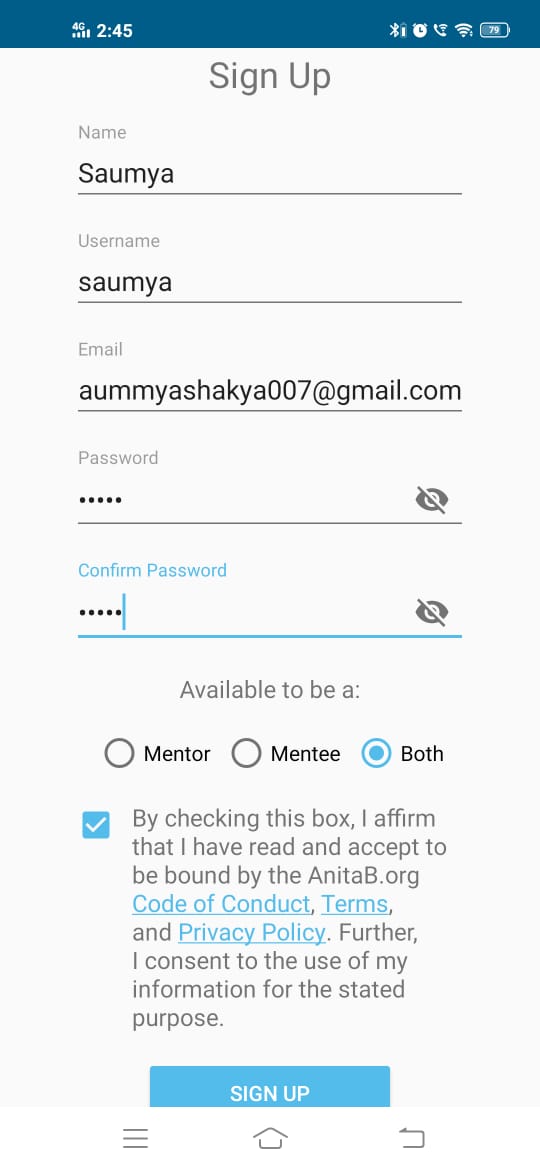 4G 2:45 79
Sign Up
Name
Saumya
Username
saumya
Email
aummyashakya007@gmail.com
Password
•••••
Confirm Password
•••••
Available to be a:
Mentor Mentee Both
By checking this box, I affirm
that I have read and accept to
be bound by the AnitaB.org
Code of Conduct, Terms,
and Privacy Policy. Further,
I consent to the use of my
information for the stated
purpose.
SIGN UP